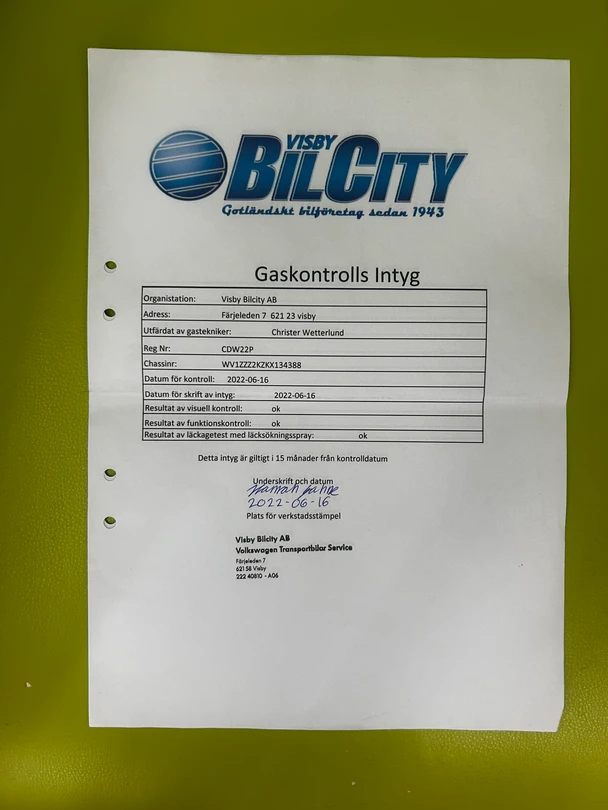 VISBY
BILCITY
Gotländskt bilföretag sedan 1943
Gaskontrolls Intyg
Organistation: Visby Bilcity AB
Adress: Färjeleden 7 621 23 visby
Utfärdat av gastekniker: Christer Wetterlund
Reg Nr: CDW22P
Chassinr: WV1ZZZ2KZKX134388
Datum för kontroll: 2022-06-16
Datum för skrift av intyg: 2022-06-16
Resultat av visuell kontroll: ok
Resultat av funktionskontroll: ok
Resultat av läckagetest med läcksökningsspray: ok
Detta intyg är giltigt i 15 månader från kontrolldatum
Underskrift och datum
2022-06-16
Plats för verkstadsstämpel
Visby Bilcity AB
Volkswagen Transportbilar Service
Färjeleden 7
621 58 Visby
222 40810 - A06